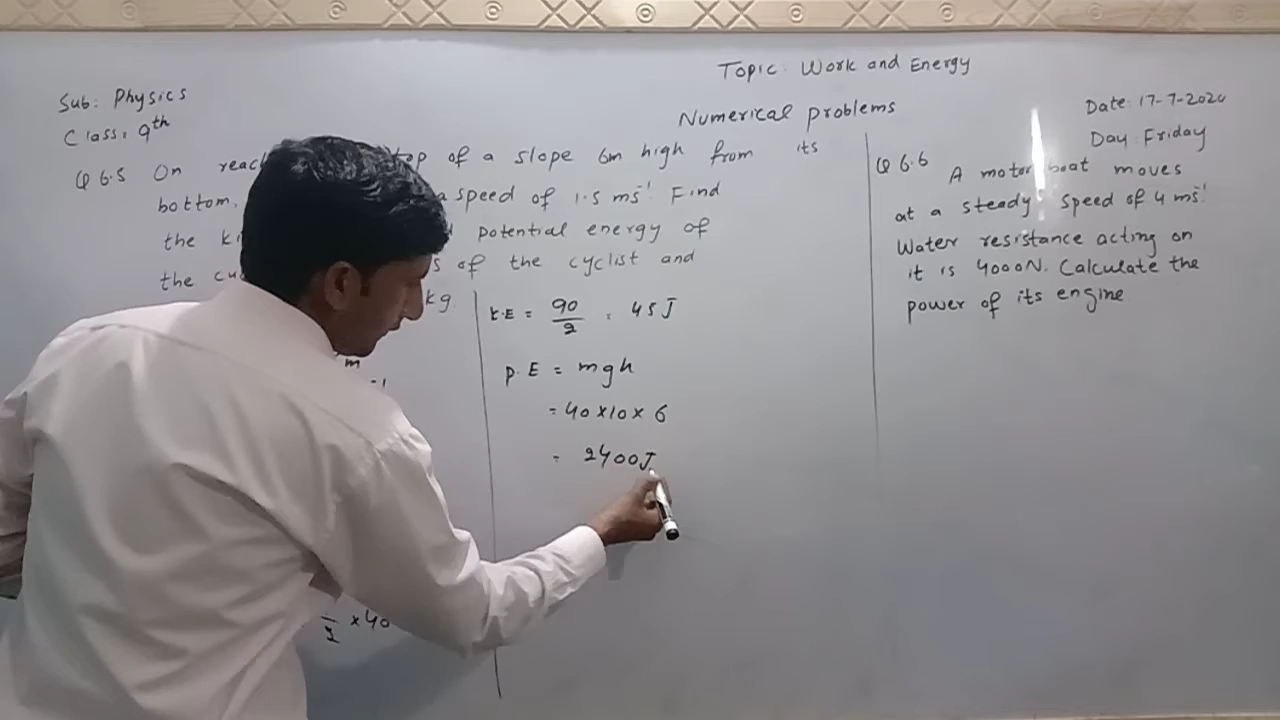 Topic: Work and Energy
Sub: Physics
Class: 9th
Numerical problems
Date: 17-7-2020
Day: Friday
Q 6.5 On reac top of a slope 6m high from its
bottom, a speed of 1.5 ms⁻¹. Find
the ki potential energy of
the cy s of the cyclist and
kg.
K.E = 90/2 = 45 J
P.E = mgh
= 40 × 10 × 6
= 2400J
m
× 40
Q 6.6 A motor boat moves
at a steady speed of 4 ms⁻¹.
Water resistance acting on
it is 4000N. Calculate the
power of its engine